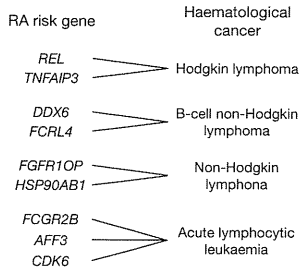 RA risk gene
Haematological
cancer
REL
TNFAIP3
Hodgkin lymphoma
DDX6
FCRL4
B-cell non-Hodgkin
lymphoma
FGFR1OP
HSP90AB1
Non-Hodgkin
lymphona
FCGR2B
AFF3
CDK6
Acute lymphocytic
leukaemia